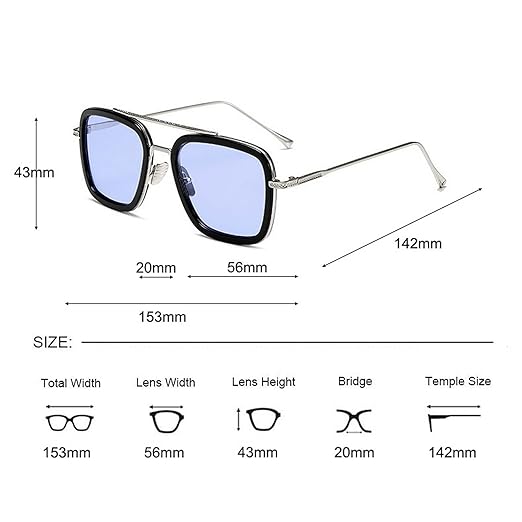 43mm
142mm
20mm
56mm
153mm
SIZE:
Total Width
Lens Width
Lens Height
Bridge
Temple Size
153mm
56mm
43mm
20mm
142mm